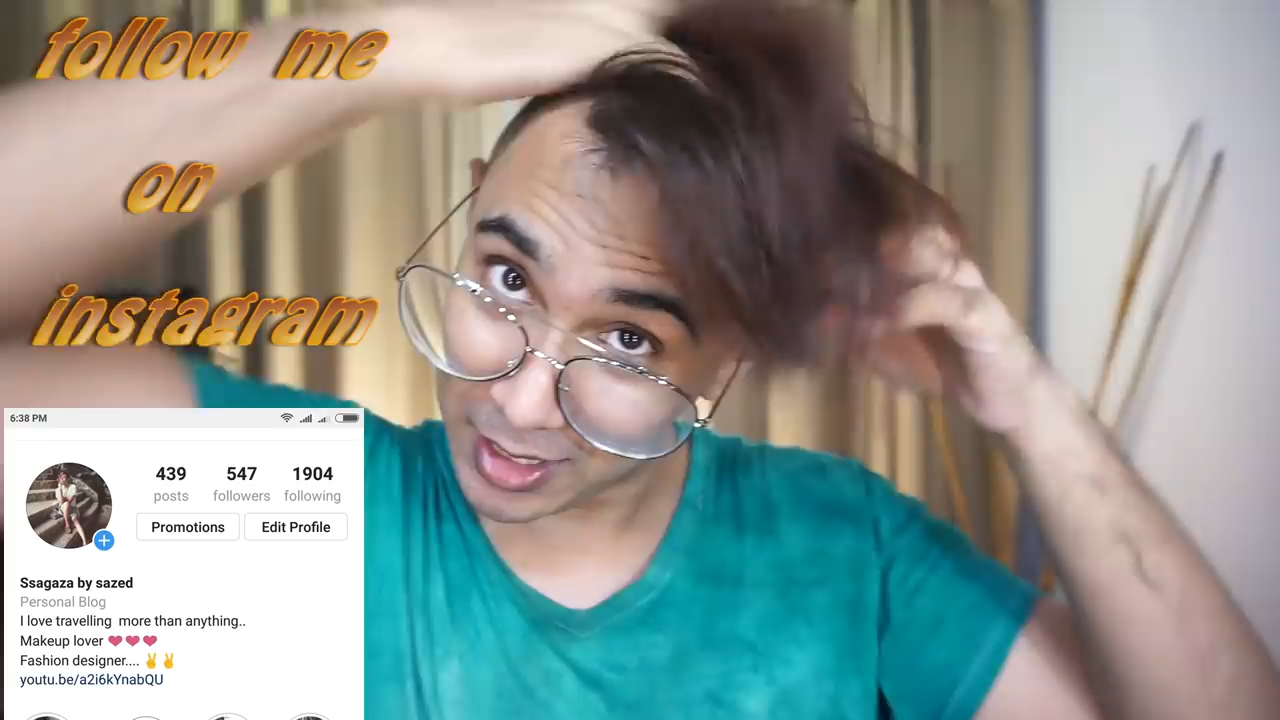 follow me
on
instagram
6:38 PM
439 547 1904
posts followers following
Promotions Edit Profile
Ssagaza by sazed
Personal Blog
I love travelling more than anything..
Makeup lover ❤❤❤
Fashion designer.... ✌✌
youtu.be/a2i6kYnabQU